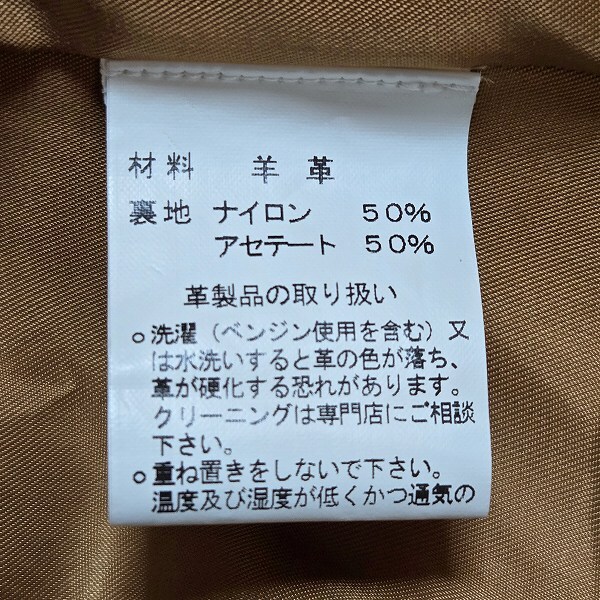 材料 羊革
裏地 ナイロン 50%
アセテート 50%
革製品の取り扱い
○洗濯（ベンジン使用を含む）又
は水洗いすると革の色が落ち、
革が硬化する恐れがあります。
クリーニングは専門店にご相談
下さい。
○重ね置きをしないで下さい。
温度及び湿度が低くかつ通気の